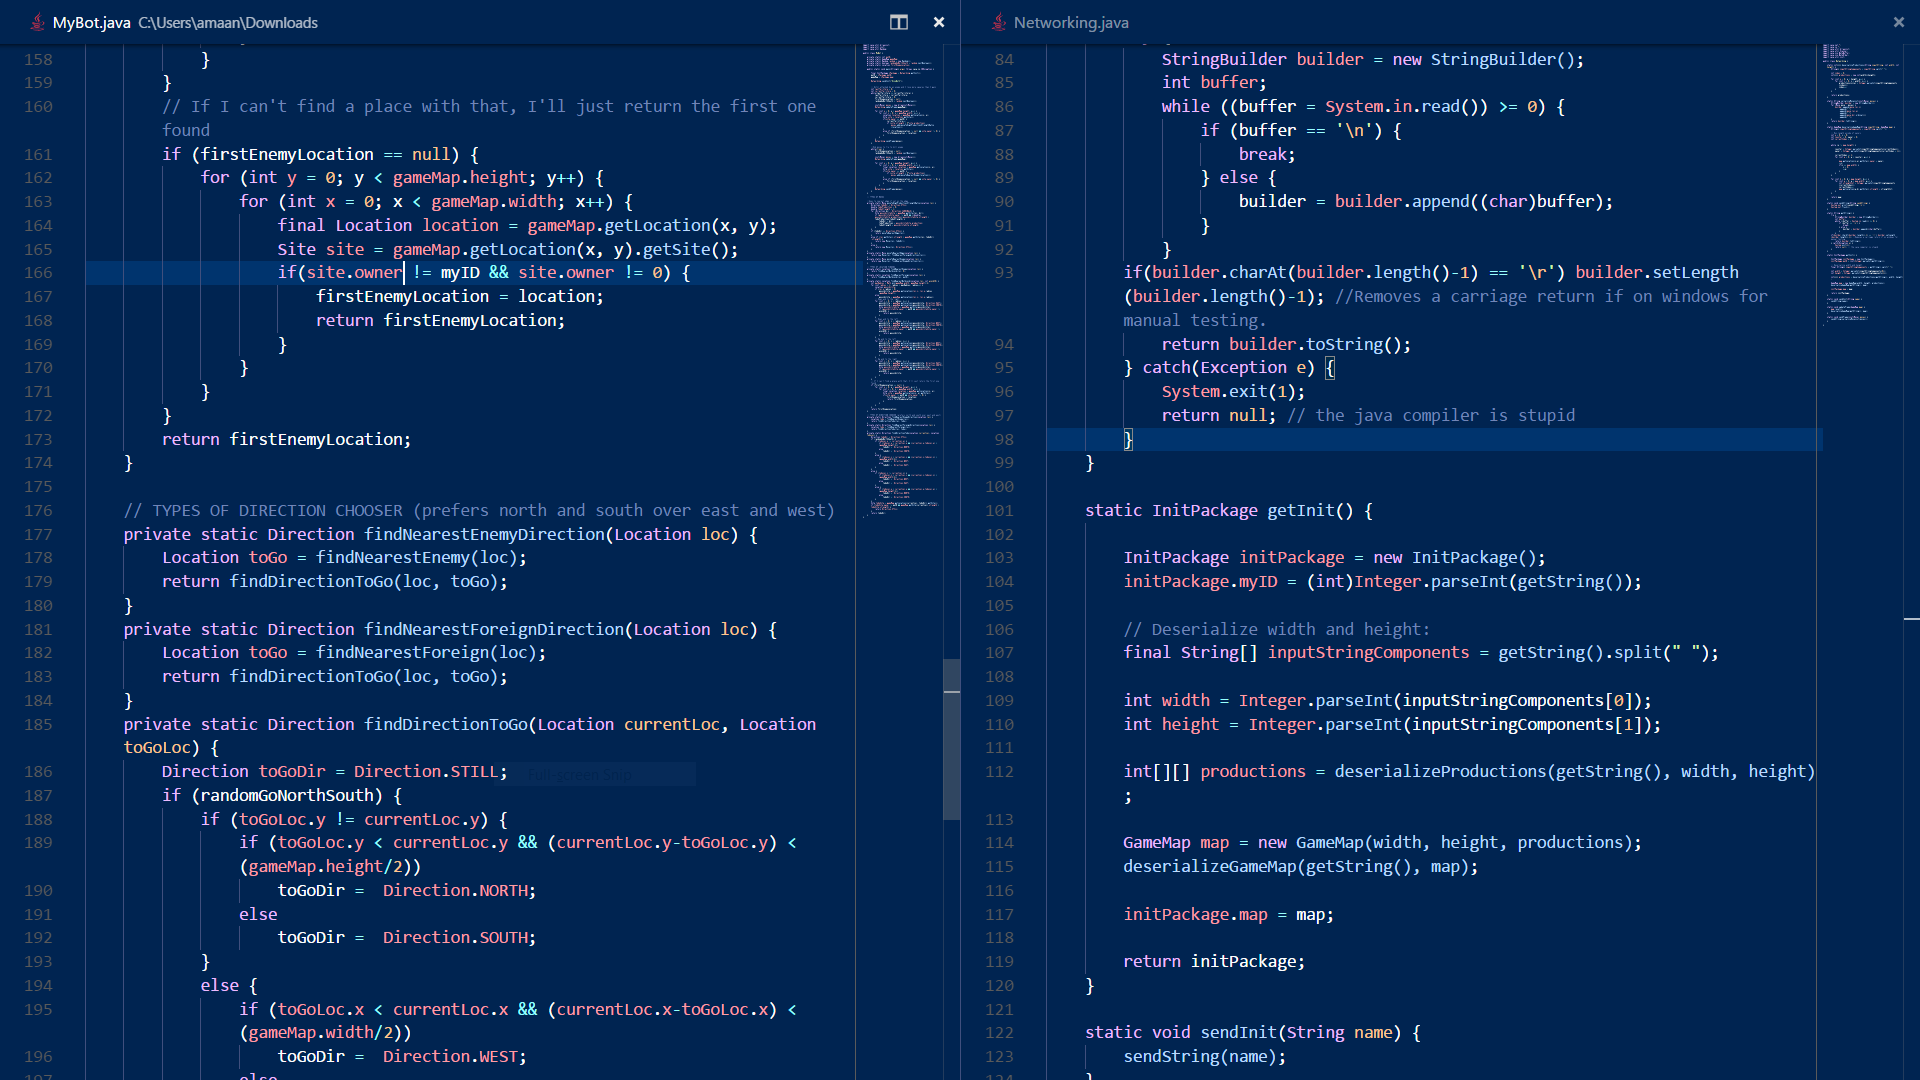 MyBot.java C:\Users\amaan\Downloads
158 }
159 }
160 // If I can't find a place with that, I'll just return the first one
found
161 if (firstEnemyLocation == null) {
162 for (int y = 0; y < gameMap.height; y++) {
163 for (int x = 0; x < gameMap.width; x++) {
164 final Location location = gameMap.getLocation(x, y);
165 Site site = gameMap.getLocation(x, y).getSite();
166 if(site.owner != myID && site.owner != 0) {
167 firstEnemyLocation = location;
168 return firstEnemyLocation;
169 }
170 }
171 }
172 }
173 return firstEnemyLocation;
174 }
175
176 // TYPES OF DIRECTION CHOOSER (prefers north and south over east and west)
177 private static Direction findNearestEnemyDirection(Location loc) {
178 Location toGo = findNearestEnemy(loc);
179 return findDirectionToGo(loc, toGo);
180 }
181 private static Direction findNearestForeignDirection(Location loc) {
182 Location toGo = findNearestForeign(loc);
183 return findDirectionToGo(loc, toGo);
184 }
185 private static Direction findDirectionToGo(Location currentLoc, Location
toGoLoc) {
186 Direction toGoDir = Direction.STILL;
Full-screen Snip
187 if (randomGoNorthSouth) {
188 if (toGoLoc.y != currentLoc.y) {
189 if (toGoLoc.y < currentLoc.y && (currentLoc.y-toGoLoc.y) <
(gameMap.height/2))
190 toGoDir =  Direction.NORTH;
191 else
192 toGoDir =  Direction.SOUTH;
193 }
194 else {
195 if (toGoLoc.x < currentLoc.x && (currentLoc.x-toGoLoc.x) <
(gameMap.width/2))
196 toGoDir =  Direction.WEST;
197 else
Networking.java
84 StringBuilder builder = new StringBuilder();
85 int buffer;
86 while ((buffer = System.in.read()) >= 0) {
87 if (buffer == '\n') {
88 break;
89 } else {
90 builder = builder.append((char)buffer);
91 }
92 }
93 if(builder.charAt(builder.length()-1) == '\r') builder.setLength
(builder.length()-1); //Removes a carriage return if on windows for
manual testing.
94 return builder.toString();
95 } catch(Exception e) {
96 System.exit(1);
97 return null; // the java compiler is stupid
98 }
99 }
100
101 static InitPackage getInit() {
102
103 InitPackage initPackage = new InitPackage();
104 initPackage.myID = (int)Integer.parseInt(getString());
105
106 // Deserialize width and height:
107 final String[] inputStringComponents = getString().split(" ");
108
109 int width = Integer.parseInt(inputStringComponents[0]);
110 int height = Integer.parseInt(inputStringComponents[1]);
111
112 int[][] productions = deserializeProductions(getString(), width, height)
;
113
114 GameMap map = new GameMap(width, height, productions);
115 deserializeGameMap(getString(), map);
116
117 initPackage.map = map;
118
119 return initPackage;
120 }
121
122 static void sendInit(String name) {
123 sendString(name);
124 }